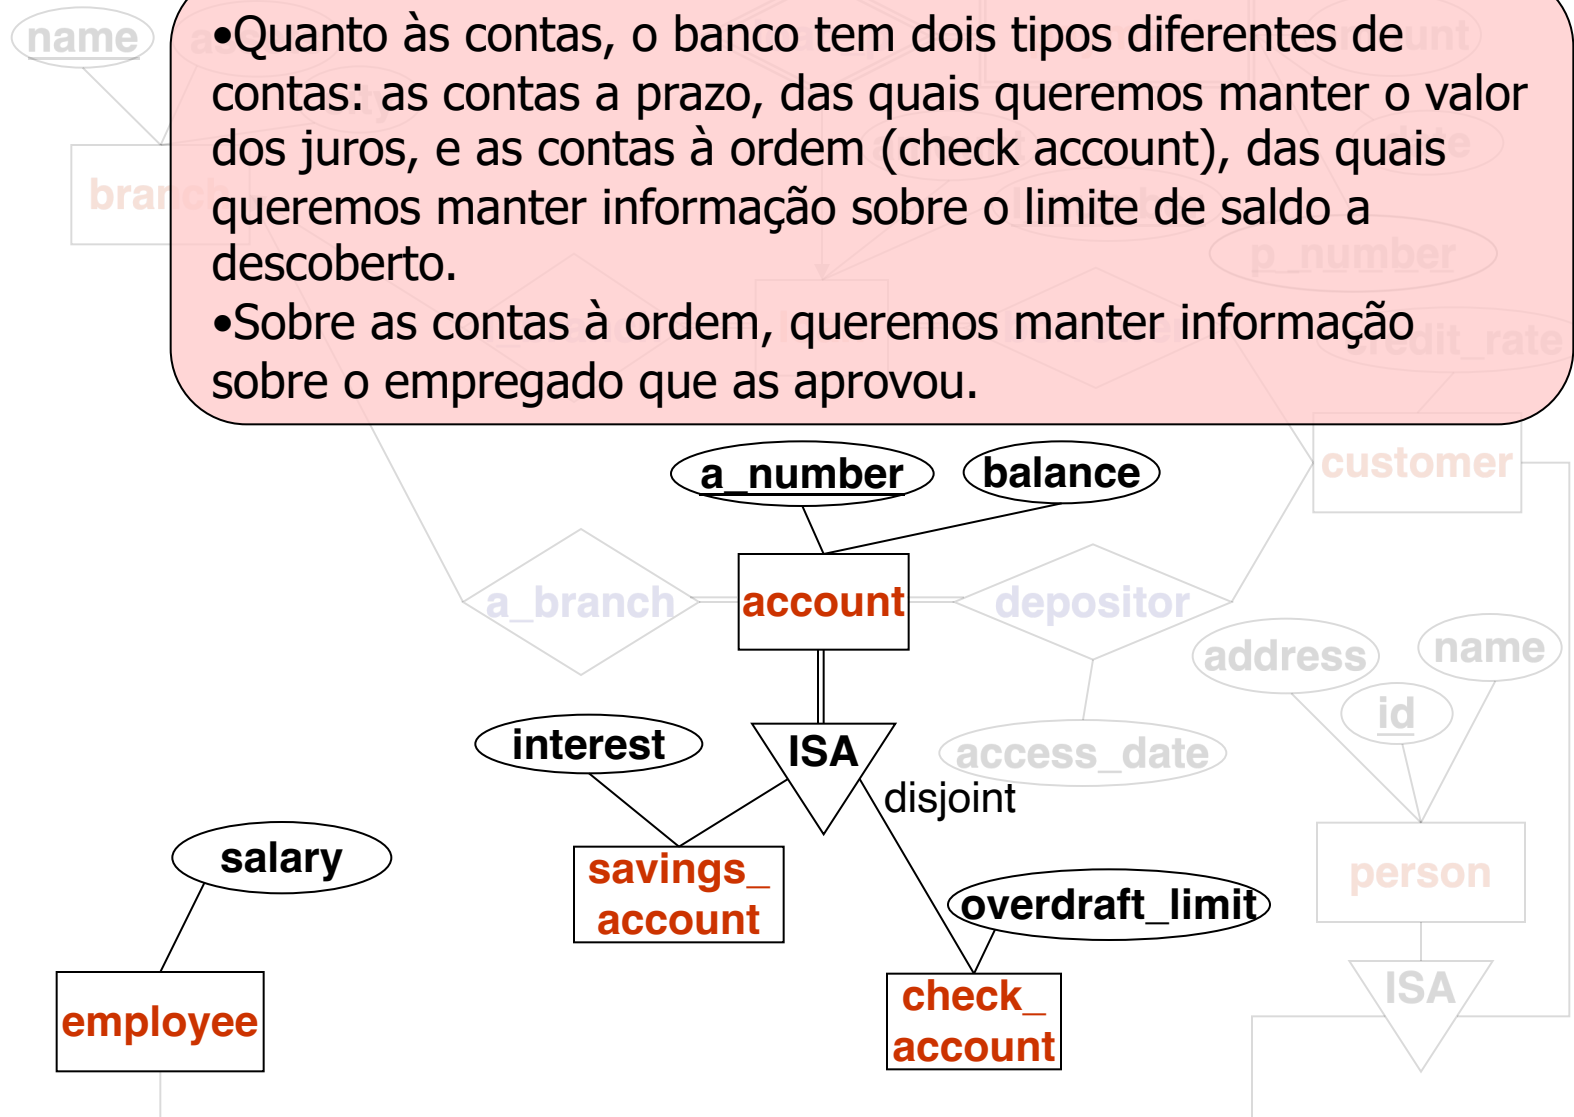 name
•Quanto às contas, o banco tem dois tipos diferentes de
contas: as contas a prazo, das quais queremos manter o valor
dos juros, e as contas à ordem (check account), das quais
queremos manter informação sobre o limite de saldo a
descoberto.
•Sobre as contas à ordem, queremos manter informação
sobre o empregado que as aprovou.
branch
p_number
credit_rate
customer
a_number
balance
a_branch
account
depositor
address
name
id
interest
ISA
access_date
disjoint
salary
savings_
account
overdraft_limit
person
employee
check_
account
ISA